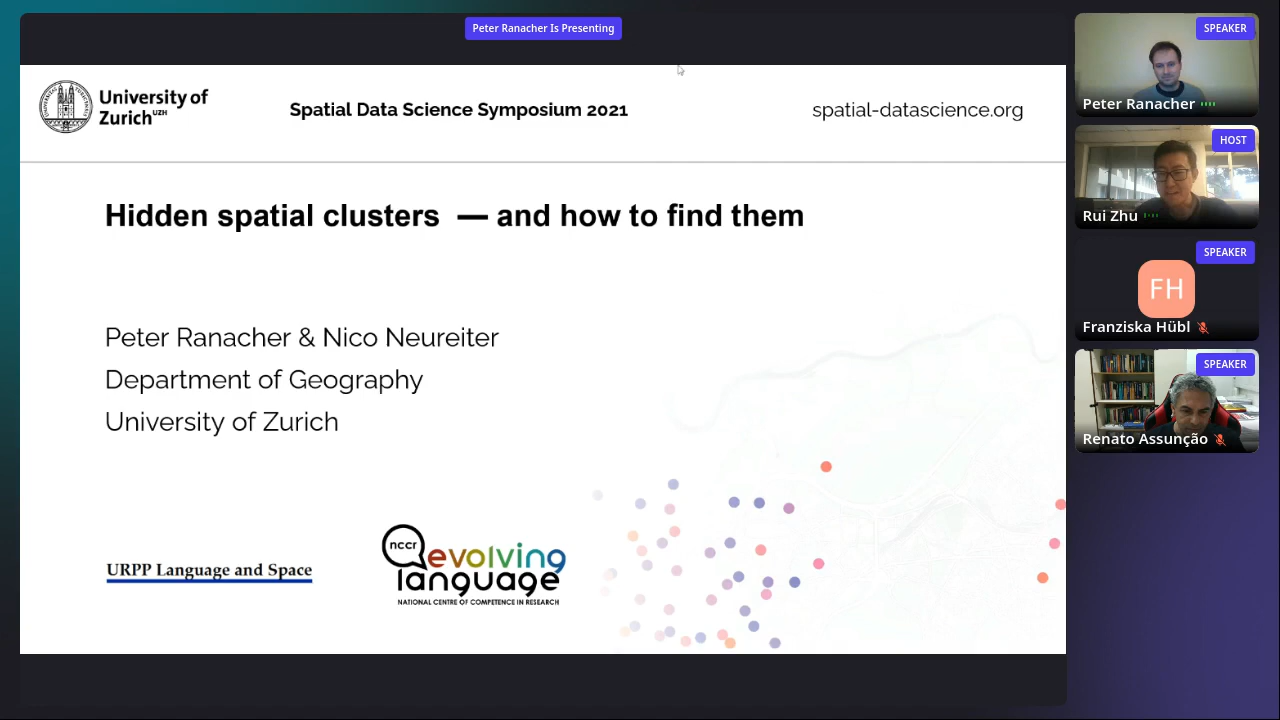 Peter Ranacher Is Presenting
University of
Zurich UZH
Spatial Data Science Symposium 2021
spatial-datascience.org
Hidden spatial clusters — and how to find them
Peter Ranacher & Nico Neureiter
Department of Geography
University of Zurich
URPP Language and Space
nccr
evolving
language
NATIONAL CENTRE OF COMPETENCE IN RESEARCH
SPEAKER
Peter Ranacher
HOST
Rui Zhu
SPEAKER
FH
Franziska Hübl
SPEAKER
Renato Assunção